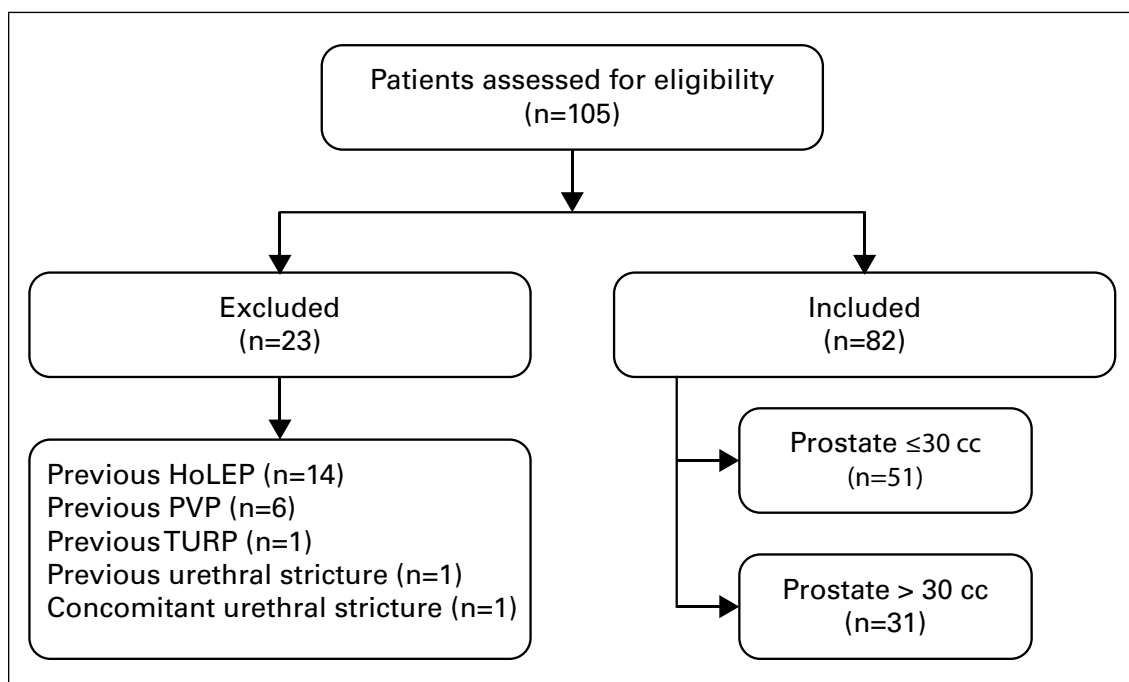 Patients assessed for eligibility
(n=105)
Excluded
(n=23)
Included
(n=82)
Previous HoLEP (n=14)
Previous PVP (n=6)
Previous TURP (n=1)
Previous urethral stricture (n=1)
Concomitant urethral stricture (n=1)
Prostate ≤30 cc
(n=51)
Prostate > 30 cc
(n=31)